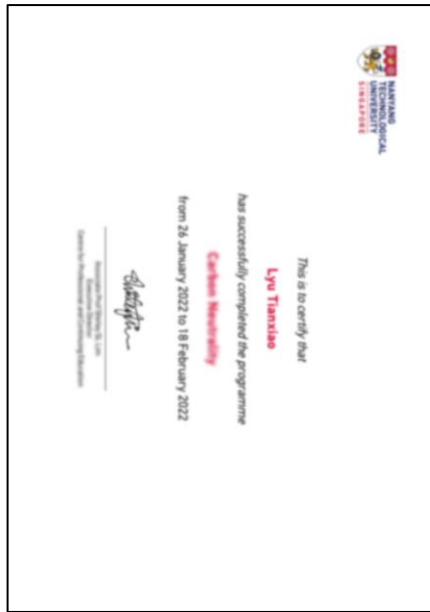 NANYANG
TECHNOLOGICAL
UNIVERSITY
SINGAPORE
This is to certify that
Lyu Tianxiao
has successfully completed the programme
Carbon Neutrality
from 26 January 2022 to 18 February 2022
Executive Director
Centre for Professional and Continuing Education